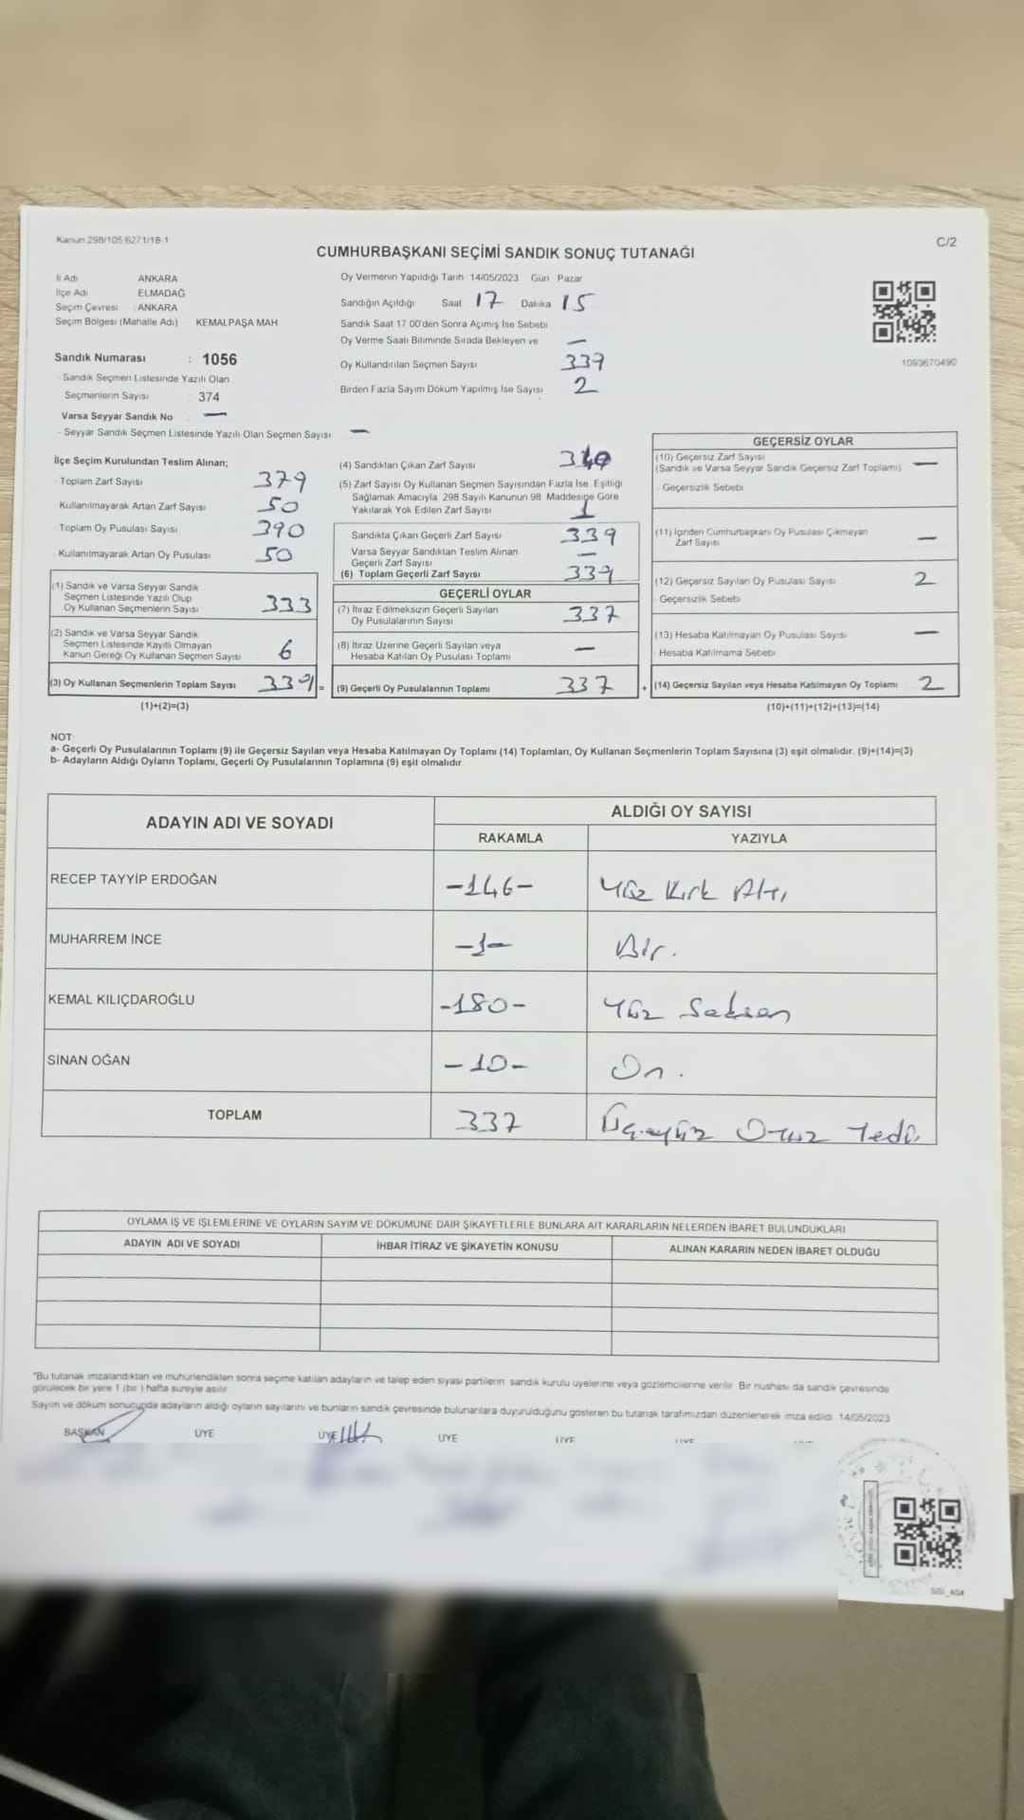 Kanun 298/105 6271/18-1
C/2
CUMHURBAŞKANI SEÇİMİ SANDIK SONUÇ TUTANAĞI
İl Adı ANKARA
İlçe Adı ELMADAĞ
Seçim Çevresi : ANKARA
Seçim Bölgesi (Mahalle Adı) KEMALPAŞA MAH
Sandık Numarası : 1056
Sandık Seçmen Listesinde Yazılı Olan
Seçmenlerin Sayısı : 374
Varsa Seyyar Sandık No —
- Seyyar Sandık Seçmen Listesinde Yazılı Olan Seçmen Sayısı —
Oy Vermenin Yapıldığı Tarih 14/05/2023 Gün Pazar
Sandığın Açıldığı Saat 17 Dakika 15
Sandık Saat 17 00'den Sonra Açılmış İse Sebebi
Oy Verme Saati Bitiminde Sırada Bekleyen ve —
Oy Kullandırılan Seçmen Sayısı 339
Birden Fazla Sayım Döküm Yapılmış İse Sayısı 2
1093670490
İlçe Seçim Kurulundan Teslim Alınan;
Toplam Zarf Sayısı 379
Kullanılmayarak Artan Zarf Sayısı 50
Toplam Oy Pusulası Sayısı 390
Kullanılmayarak Artan Oy Pusulası 50
(1) Sandık ve Varsa Seyyar Sandık
Seçmen Listesinde Yazılı Olup
Oy Kullanan Seçmenlerin Sayısı 333
(2) Sandık ve Varsa Seyyar Sandık
Seçmen Listesinde Kayıtlı Olmayan
Kanun Gereği Oy Kullanan Seçmen Sayısı 6
(3) Oy Kullanan Seçmenlerin Toplam Sayısı 339 =
(1)+(2)=(3)
(4) Sandıktan Çıkan Zarf Sayısı 340
(5) Zarf Sayısı Oy Kullanan Seçmen Sayısından Fazla İse Eşitliği
Sağlamak Amacıyla 298 Sayılı Kanunun 98 Maddesine Göre
Yakılarak Yok Edilen Zarf Sayısı 1
Sandıkta Çıkan Geçerli Zarf Sayısı 339
Varsa Seyyar Sandıktan Teslim Alınan
Geçerli Zarf Sayısı —
(6) Toplam Geçerli Zarf Sayısı 339
GEÇERLİ OYLAR
(7) İtiraz Edilmeksizin Geçerli Sayılan
Oy Pusulalarının Sayısı 337
(8) İtiraz Üzerine Geçerli Sayılan veya
Hesaba Katılan Oy Pusulası Toplamı —
(9) Geçerli Oy Pusulalarının Toplamı 337 +
GEÇERSİZ OYLAR
(10) Geçersiz Zarf Sayısı
(Sandık ve Varsa Seyyar Sandık Geçersiz Zarf Toplamı) —
Geçersizlik Sebebi
(11) İçinden Cumhurbaşkanı Oy Pusulası Çıkmayan
Zarf Sayısı —
(12) Geçersiz Sayılan Oy Pusulası Sayısı 2
Geçersizlik Sebebi
(13) Hesaba Katılmayan Oy Pusulası Sayısı —
Hesaba Katılmama Sebebi
(14) Geçersiz Sayılan veya Hesaba Katılmayan Oy Toplamı 2
(10)+(11)+(12)+(13)=(14)
NOT
a- Geçerli Oy Pusulalarının Toplamı (9) ile Geçersiz Sayılan veya Hesaba Katılmayan Oy Toplamı (14) Toplamları, Oy Kullanan Seçmenlerin Toplam Sayısına (3) eşit olmalıdır. (9)+(14)=(3)
b- Adayların Aldığı Oyların Toplamı, Geçerli Oy Pusulalarının Toplamına (9) eşit olmalıdır
ADAYIN ADI VE SOYADI
ALDIĞI OY SAYISI
RAKAMLA YAZIYLA
RECEP TAYYİP ERDOĞAN -146- Yüz Kırk Altı
MUHARREM İNCE -1- Bir.
KEMAL KILIÇDAROĞLU -180- Yüz Seksen
SİNAN OĞAN -10- On.
TOPLAM 337 Üçyüz Otuz Yedi
OYLAMA İŞ VE İŞLEMLERİNE VE OYLARIN SAYIM VE DÖKÜMÜNE DAİR ŞİKAYETLERLE BUNLARA AİT KARARLARIN NELERDEN İBARET BULUNDUKLARI
ADAYIN ADI VE SOYADI İHBAR İTİRAZ VE ŞİKAYETİN KONUSU ALINAN KARARIN NEDEN İBARET OLDUĞU
"Bu tutanak imzalandıktan ve mühürlendikten sonra seçime katılan adayların ve talep eden siyasi partilerin sandık kurulu üyelerine veya gözlemcilerine verilir. Bir nüshası da sandık çevresinde
görülecek bir yere 1 (bir ) hafta süreyle asılır
Sayım ve döküm sonucunda adayların aldığı oyların sayılarını ve bunların sandık çevresinde bulunanlara duyurulduğunu gösteren bu tutanak tarafımızdan düzenlenerek imza edildi 14/05/2023
BAŞKAN ÜYE ÜYE ÜYE ÜYE ÜYE